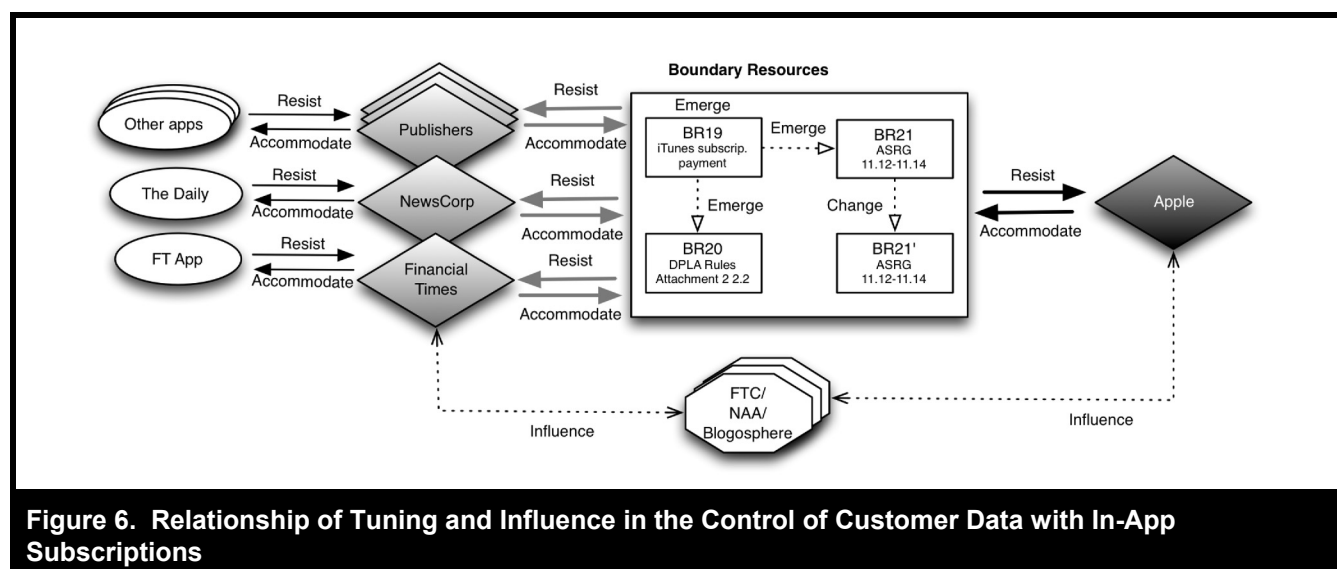 Boundary Resources
Other apps
Resist
Accommodate
Publishers
Resist
Accommodate
Emerge
BR19
iTunes subscrip.
payment
Emerge
BR21
ASRG
11.12-11.14
The Daily
Resist
Accommodate
NewsCorp
Resist
Accommodate
Emerge
Change
Resist
Accommodate
Apple
FT App
Resist
Accommodate
Financial
Times
Resist
Accommodate
BR20
DPLA Rules
Attachment 2 2.2
BR21'
ASRG
11.12-11.14
FTC/
NAA/
Blogosphere
Influence
Influence
Figure 6. Relationship of Tuning and Influence in the Control of Customer Data with In-App
Subscriptions